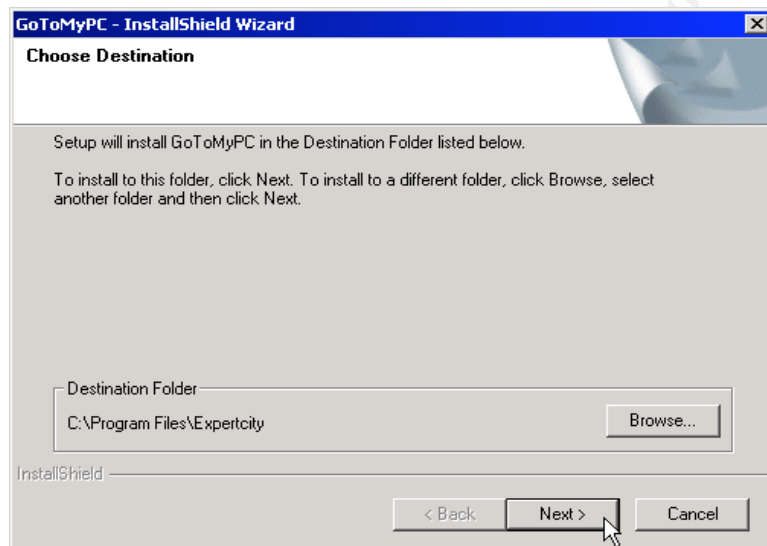 GoToMyPC - InstallShield Wizard
Choose Destination
Setup will install GoToMyPC in the Destination Folder listed below.
To install to this folder, click Next. To install to a different folder, click Browse, select
another folder and then click Next.
Destination Folder
C:\Program Files\Expertcity
Browse...
InstallShield
< Back
Next >
Cancel